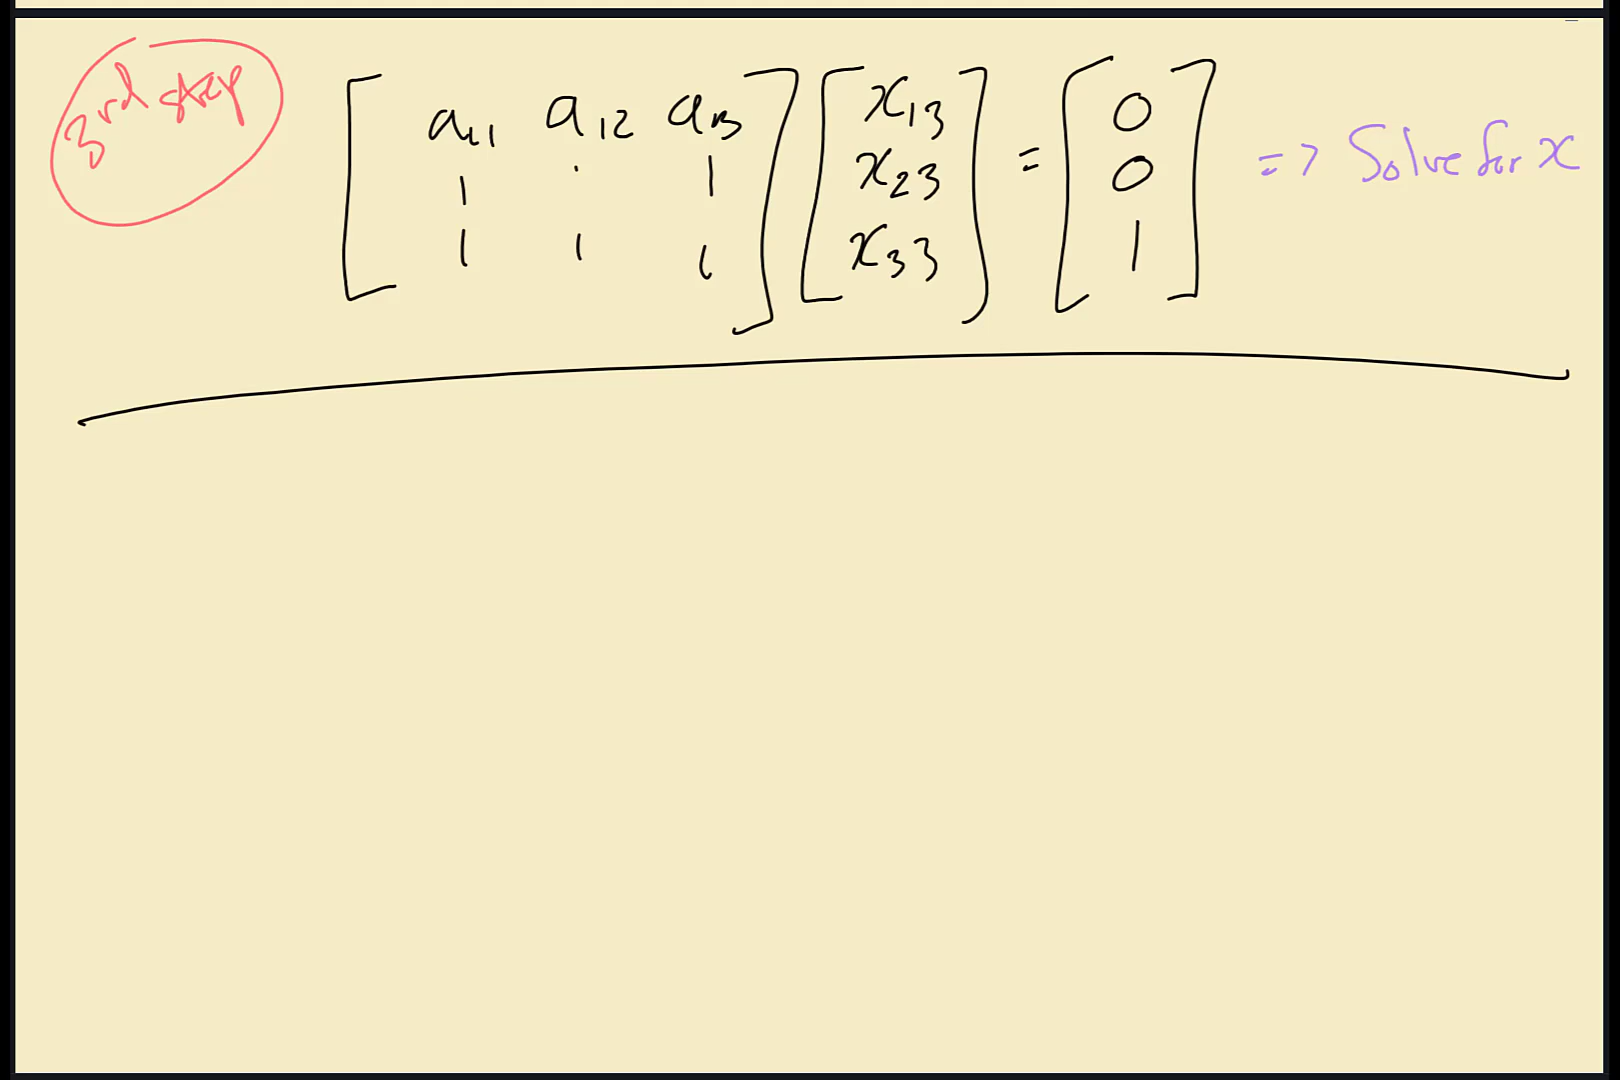 3rd step
[ a11 a12 a13 ] [ x13 ] = [ 0 ] => Solve for x
[ | · | ] [ x23 ] [ 0 ]
[ | | | ] [ x33 ] [ 1 ]